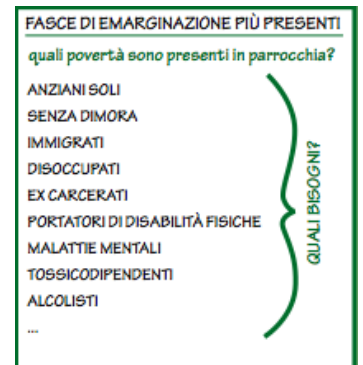 FASCE DI EMARGINAZIONE PIÙ PRESENTI
quali povertà sono presenti in parrocchia?
ANZIANI SOLI
SENZA DIMORA
IMMIGRATI
DISOCCUPATI
EX CARCERATI
PORTATORI DI DISABILITÀ FISICHE
MALATTIE MENTALI
TOSSICODIPENDENTI
ALCOLISTI
...
QUALI BISOGNI?